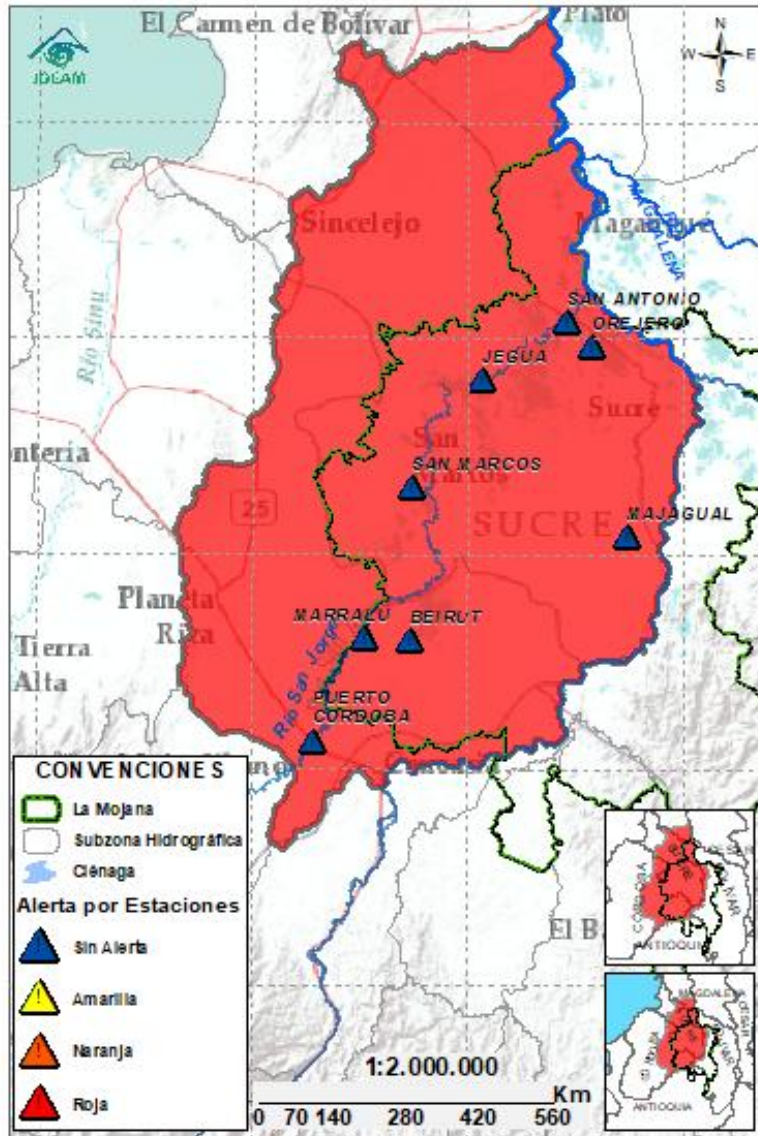 El Carmen de Bolívar
Plato
IDEAM
N
W E
S
Sincelejo
Magangué
MAGDALENA
SAN ANTONIO
OREJERO
JEGUA
Río Sinú
Sucre
San
Marcos
SAN MARCOS
ntería
25
SUCRE
MAJAGUAL
Planeta
Rica
MARRALU
BEIRUT
Tierra
Alta
Río San Jorge
PUERTO
CORDOBA
CONVENCIONES
La Mojana
Subzona Hidrográfica
Ciénaga
Alerta por Estaciones
Sin Alerta
Amarilla
Naranja
Roja
El B
1:2.000.000
Km
0 70 140 280 420 560
CORDOBA
ANTIOQUIA
MAGDALENA
ANTIOQUIA